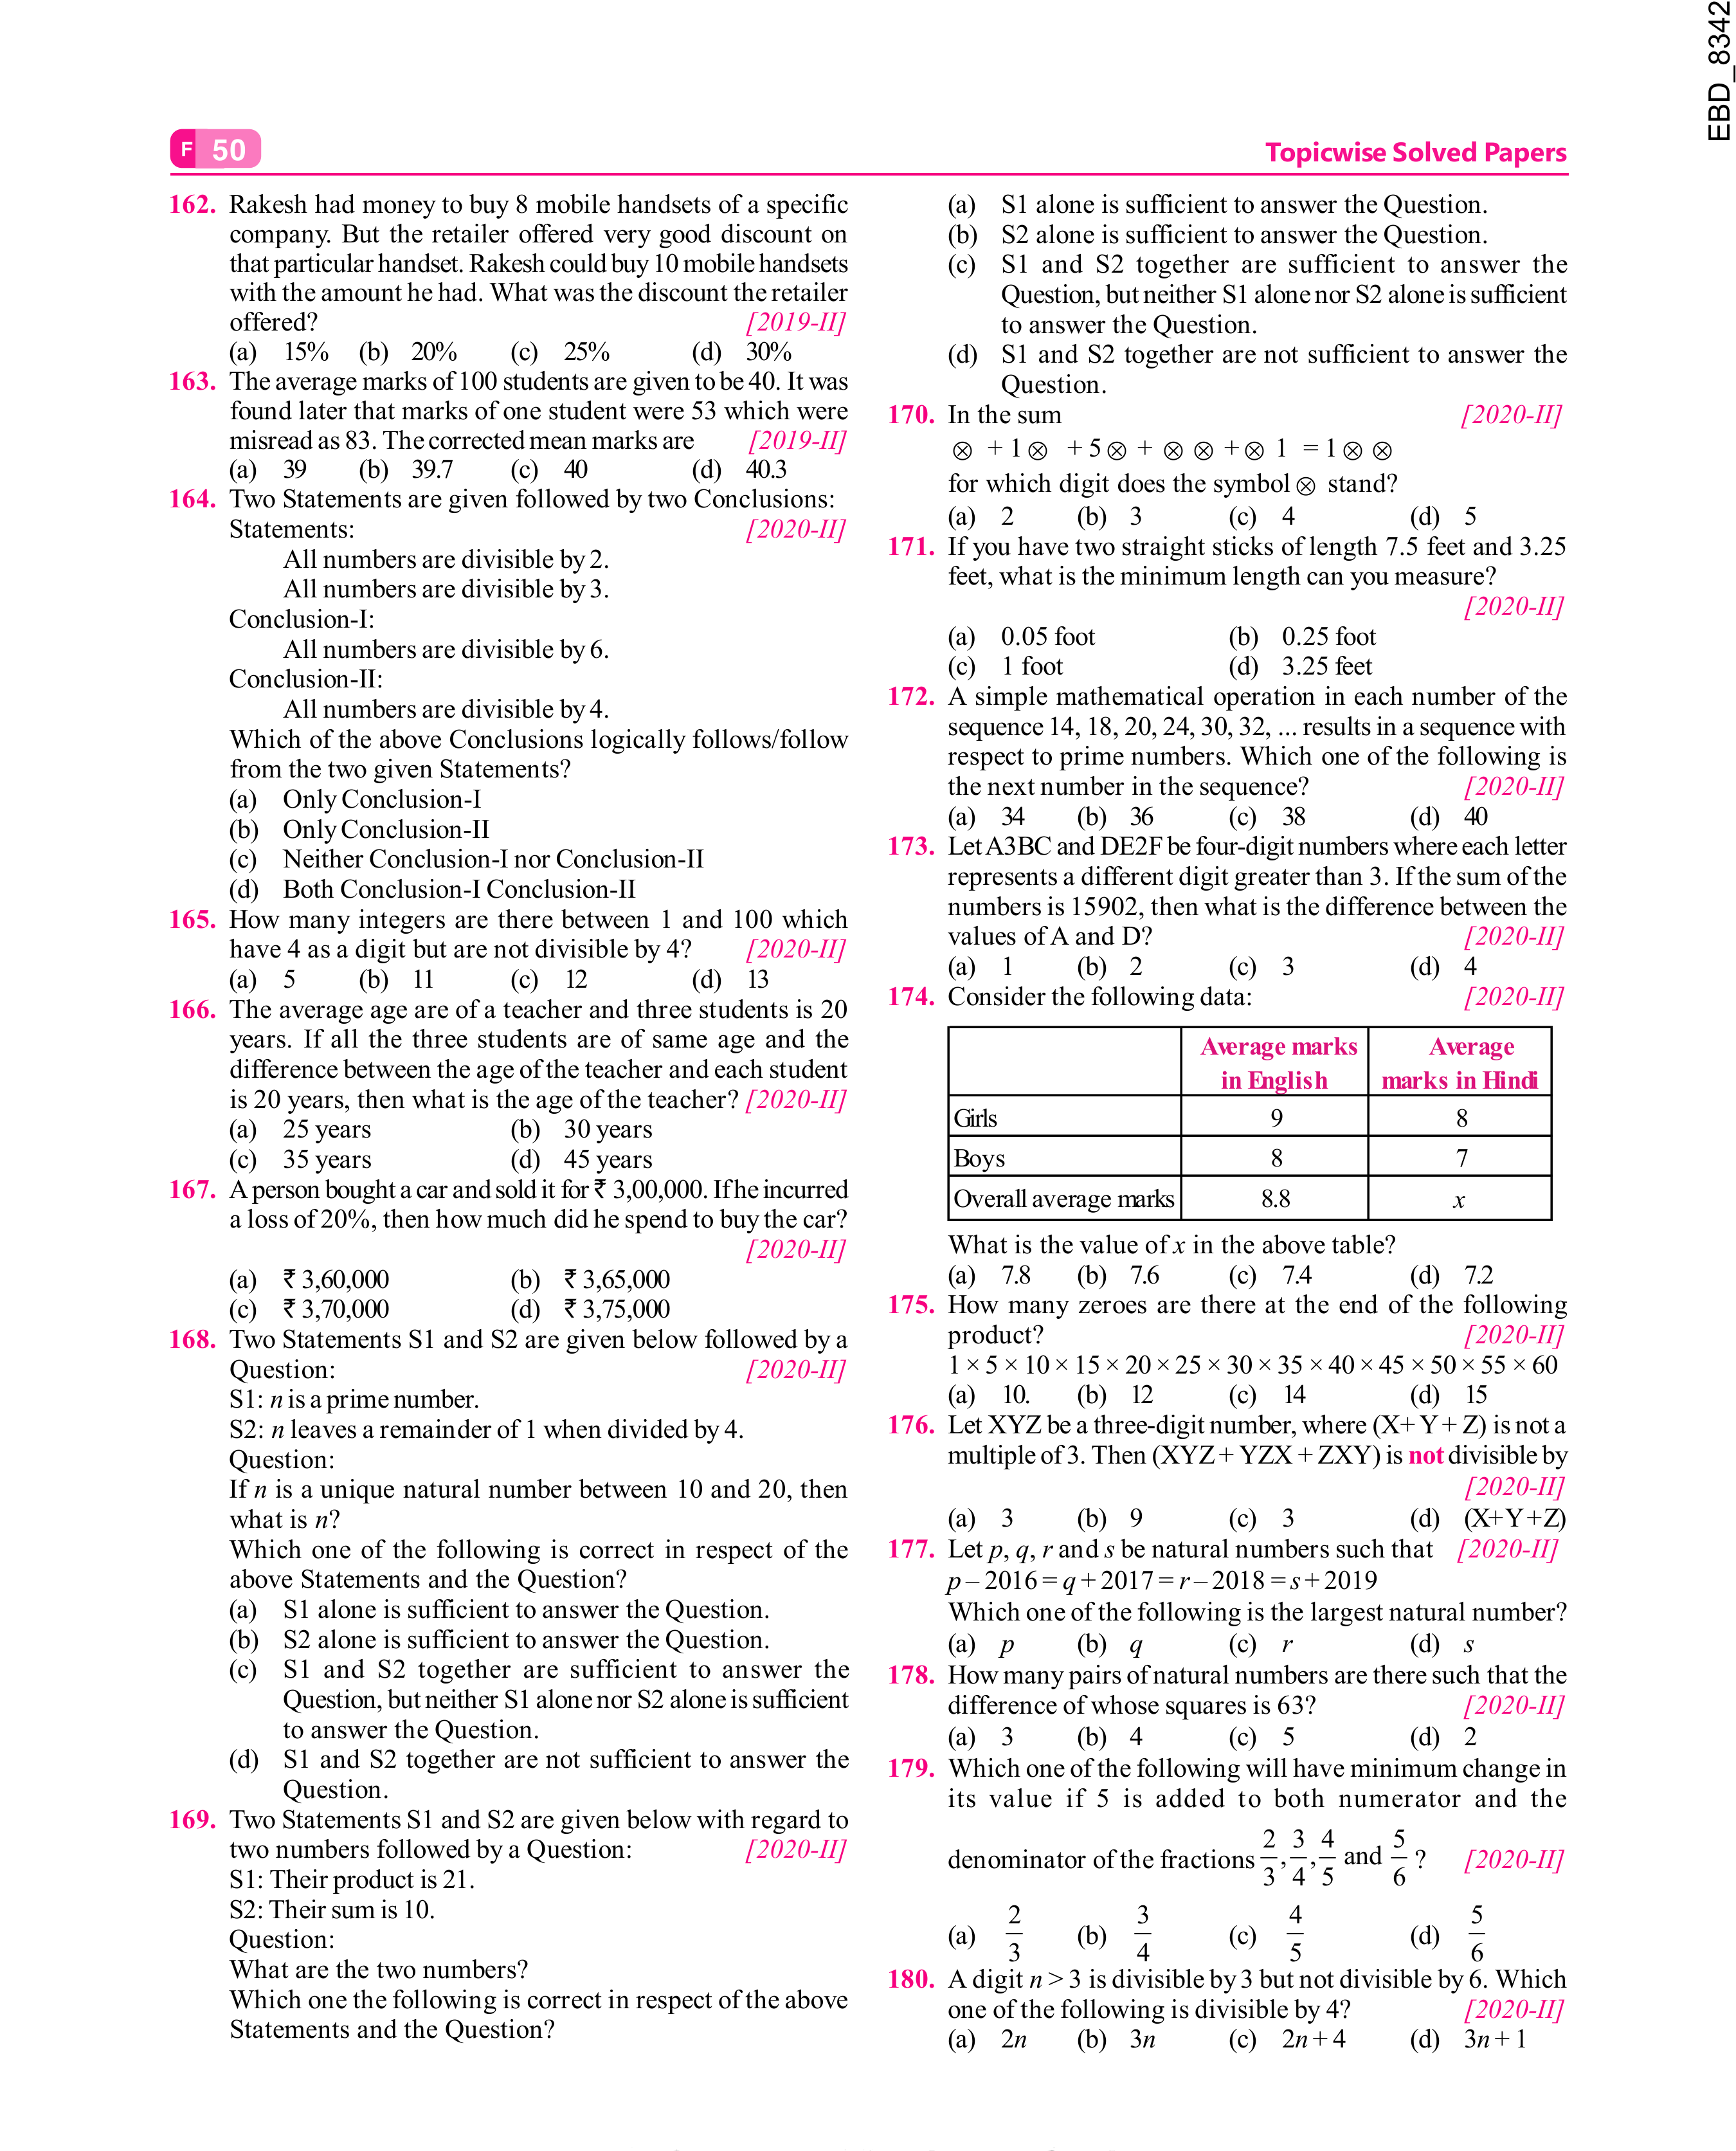 EBD_8342
F 50
Topicwise Solved Papers
162. Rakesh had money to buy 8 mobile handsets of a specific
company. But the retailer offered very good discount on
that particular handset. Rakesh could buy 10 mobile handsets
with the amount he had. What was the discount the retailer
offered? [2019-II]
(a) 15% (b) 20% (c) 25% (d) 30%
163. The average marks of 100 students are given to be 40. It was
found later that marks of one student were 53 which were
misread as 83. The corrected mean marks are [2019-II]
(a) 39 (b) 39.7 (c) 40 (d) 40.3
164. Two Statements are given followed by two Conclusions:
Statements: [2020-II]
All numbers are divisible by 2.
All numbers are divisible by 3.
Conclusion-I:
All numbers are divisible by 6.
Conclusion-II:
All numbers are divisible by 4.
Which of the above Conclusions logically follows/follow
from the two given Statements?
(a) Only Conclusion-I
(b) Only Conclusion-II
(c) Neither Conclusion-I nor Conclusion-II
(d) Both Conclusion-I Conclusion-II
165. How many integers are there between 1 and 100 which
have 4 as a digit but are not divisible by 4? [2020-II]
(a) 5 (b) 11 (c) 12 (d) 13
166. The average age are of a teacher and three students is 20
years. If all the three students are of same age and the
difference between the age of the teacher and each student
is 20 years, then what is the age of the teacher? [2020-II]
(a) 25 years (b) 30 years
(c) 35 years (d) 45 years
167. A person bought a car and sold it for ₹ 3,00,000. If he incurred
a loss of 20%, then how much did he spend to buy the car?
[2020-II]
(a) ₹ 3,60,000 (b) ₹ 3,65,000
(c) ₹ 3,70,000 (d) ₹ 3,75,000
168. Two Statements S1 and S2 are given below followed by a
Question: [2020-II]
S1: n is a prime number.
S2: n leaves a remainder of 1 when divided by 4.
Question:
If n is a unique natural number between 10 and 20, then
what is n?
Which one of the following is correct in respect of the
above Statements and the Question?
(a) S1 alone is sufficient to answer the Question.
(b) S2 alone is sufficient to answer the Question.
(c) S1 and S2 together are sufficient to answer the
Question, but neither S1 alone nor S2 alone is sufficient
to answer the Question.
(d) S1 and S2 together are not sufficient to answer the
Question.
169. Two Statements S1 and S2 are given below with regard to
two numbers followed by a Question: [2020-II]
S1: Their product is 21.
S2: Their sum is 10.
Question:
What are the two numbers?
Which one the following is correct in respect of the above
Statements and the Question?
(a) S1 alone is sufficient to answer the Question.
(b) S2 alone is sufficient to answer the Question.
(c) S1 and S2 together are sufficient to answer the
Question, but neither S1 alone nor S2 alone is sufficient
to answer the Question.
(d) S1 and S2 together are not sufficient to answer the
Question.
170. In the sum [2020-II]
⊗ + 1⊗ + 5⊗ + ⊗ ⊗ + ⊗ 1 = 1⊗ ⊗
for which digit does the symbol ⊗ stand?
(a) 2 (b) 3 (c) 4 (d) 5
171. If you have two straight sticks of length 7.5 feet and 3.25
feet, what is the minimum length can you measure?
[2020-II]
(a) 0.05 foot (b) 0.25 foot
(c) 1 foot (d) 3.25 feet
172. A simple mathematical operation in each number of the
sequence 14, 18, 20, 24, 30, 32, ... results in a sequence with
respect to prime numbers. Which one of the following is
the next number in the sequence? [2020-II]
(a) 34 (b) 36 (c) 38 (d) 40
173. Let A3BC and DE2F be four-digit numbers where each letter
represents a different digit greater than 3. If the sum of the
numbers is 15902, then what is the difference between the
values of A and D? [2020-II]
(a) 1 (b) 2 (c) 3 (d) 4
174. Consider the following data: [2020-II]
Average marks in English Average marks in Hindi
Girls 9 8
Boys 8 7
Overall average marks 8.8 x
What is the value of x in the above table?
(a) 7.8 (b) 7.6 (c) 7.4 (d) 7.2
175. How many zeroes are there at the end of the following
product? [2020-II]
1 × 5 × 10 × 15 × 20 × 25 × 30 × 35 × 40 × 45 × 50 × 55 × 60
(a) 10. (b) 12 (c) 14 (d) 15
176. Let XYZ be a three-digit number, where (X+ Y + Z) is not a
multiple of 3. Then (XYZ + YZX + ZXY) is not divisible by
[2020-II]
(a) 3 (b) 9 (c) 3 (d) (X+Y+Z)
177. Let p, q, r and s be natural numbers such that [2020-II]
p – 2016 = q + 2017 = r – 2018 = s + 2019
Which one of the following is the largest natural number?
(a) p (b) q (c) r (d) s
178. How many pairs of natural numbers are there such that the
difference of whose squares is 63? [2020-II]
(a) 3 (b) 4 (c) 5 (d) 2
179. Which one of the following will have minimum change in
its value if 5 is added to both numerator and the
denominator of the fractions 2/3, 3/4, 4/5 and 5/6 ? [2020-II]
(a) 2/3 (b) 3/4 (c) 4/5 (d) 5/6
180. A digit n > 3 is divisible by 3 but not divisible by 6. Which
one of the following is divisible by 4? [2020-II]
(a) 2n (b) 3n (c) 2n + 4 (d) 3n + 1